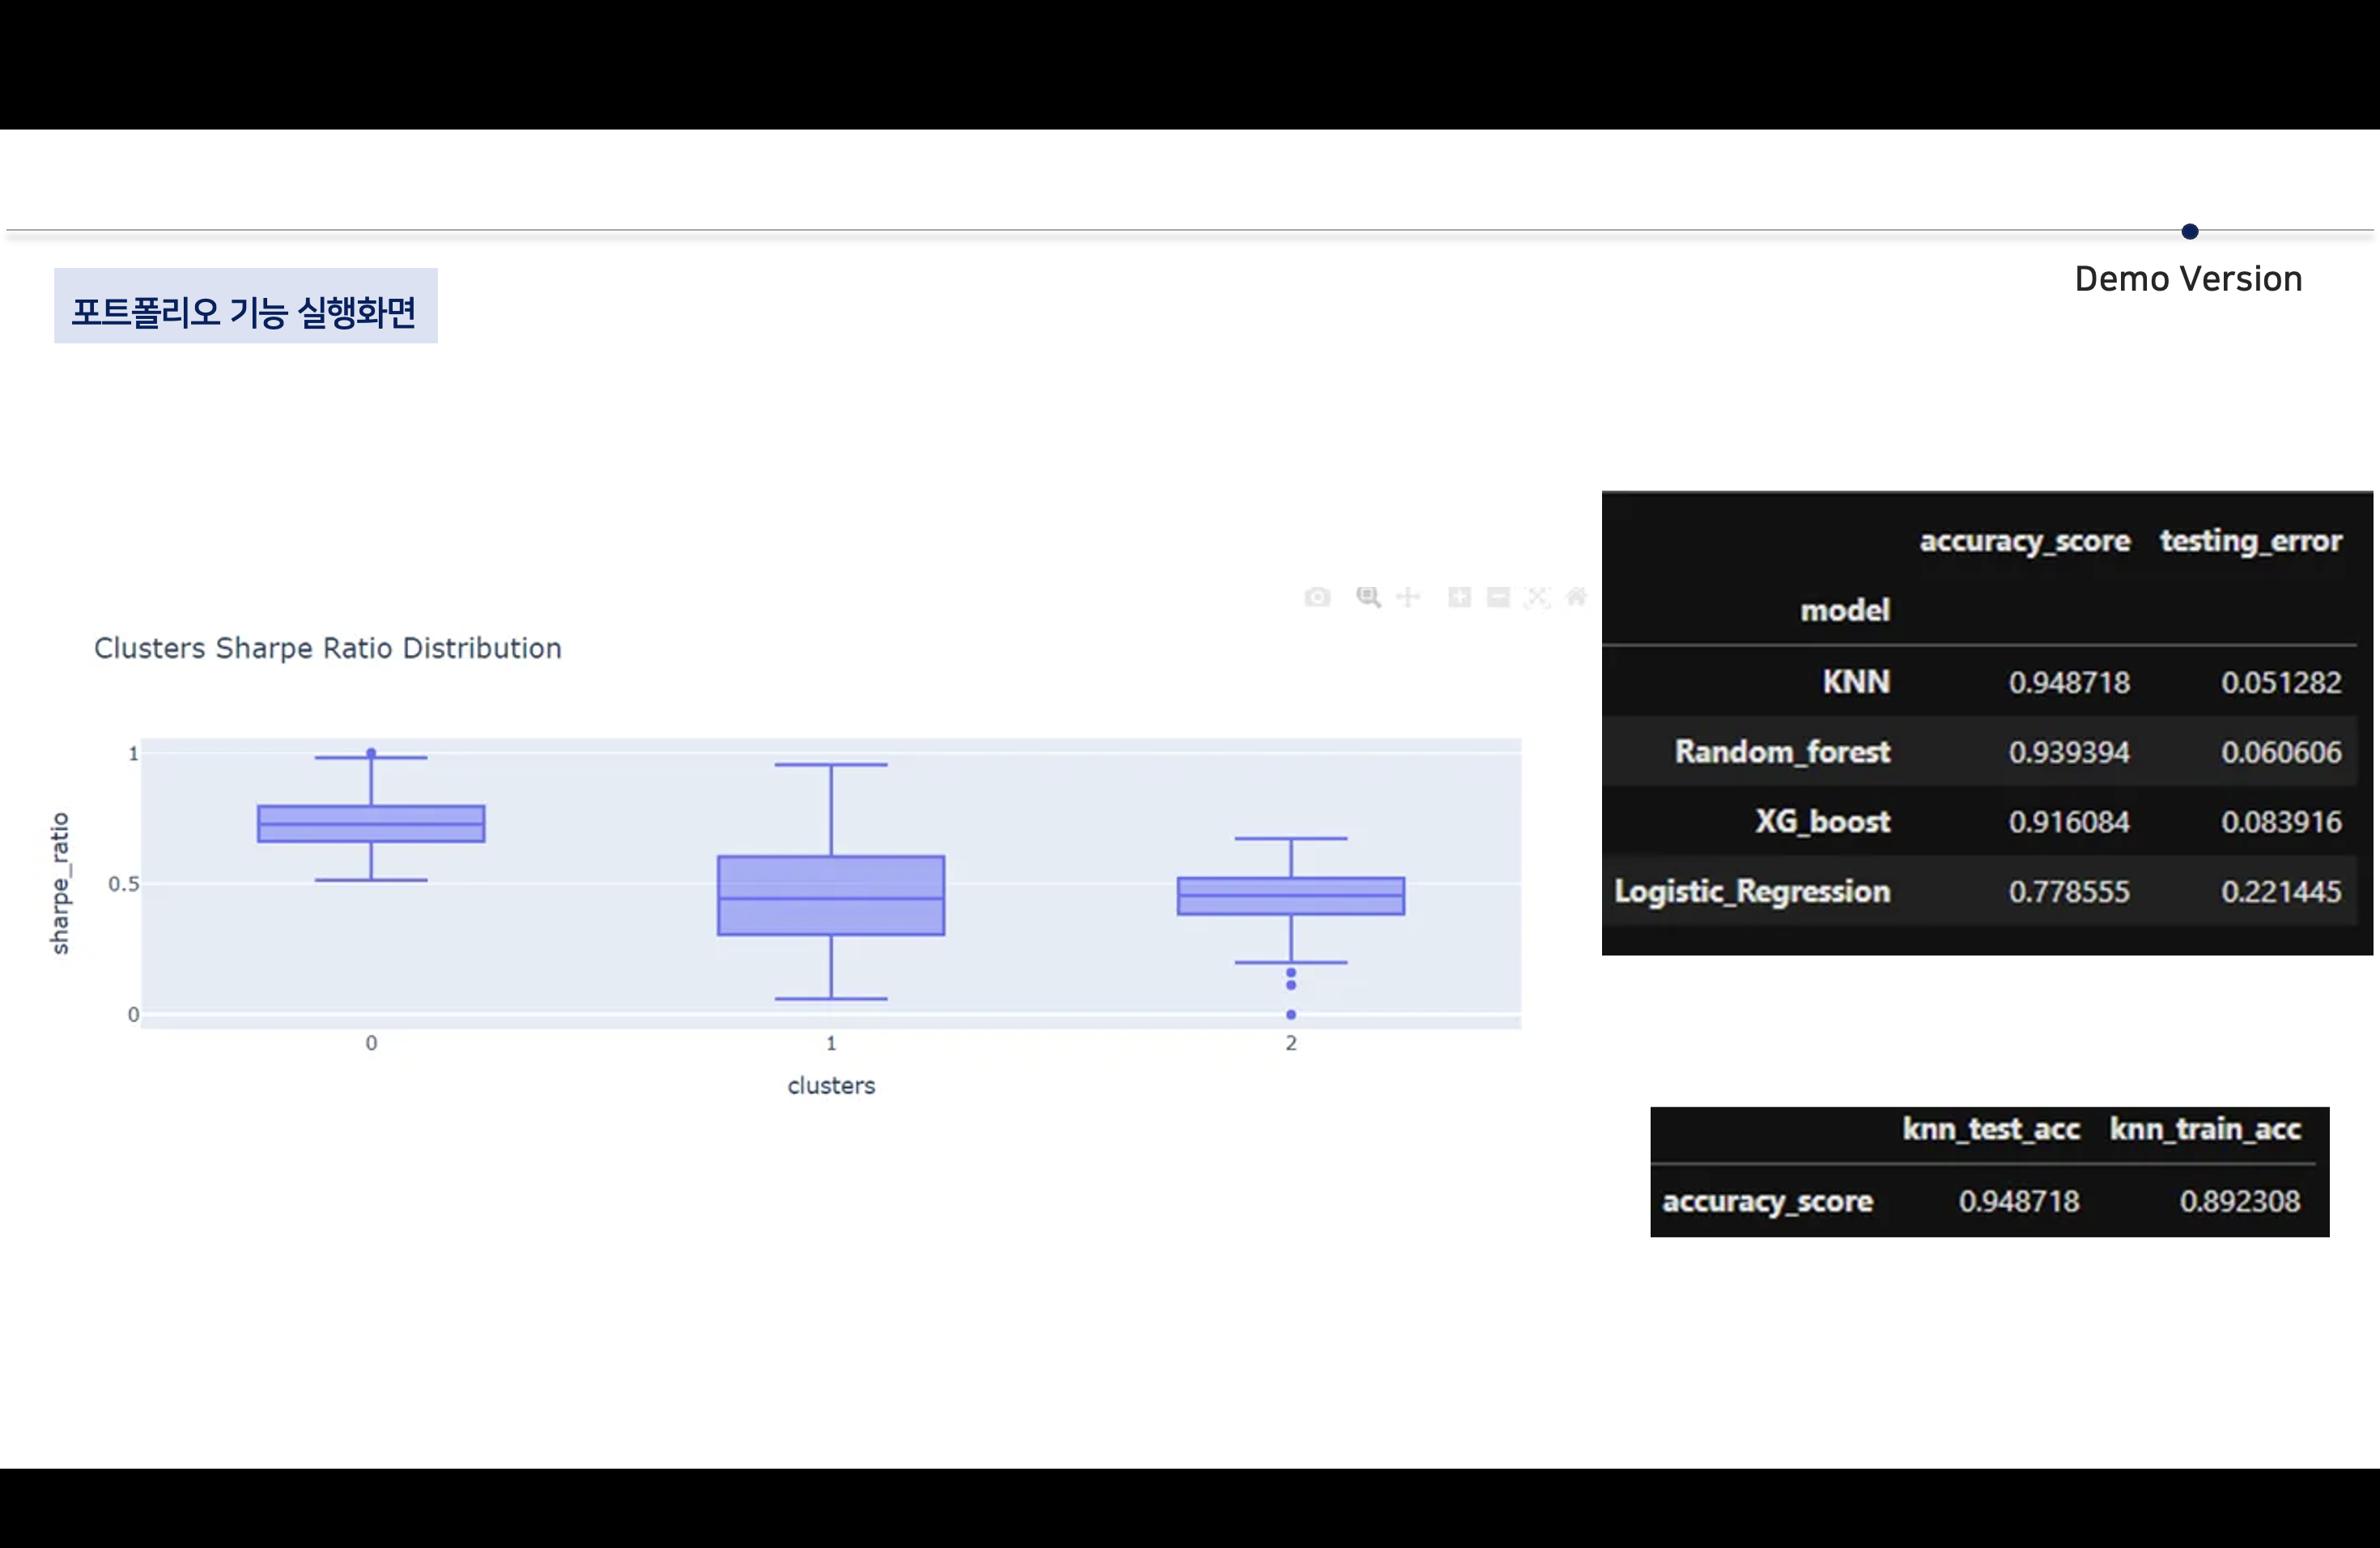 Demo Version
포트폴리오 기능 실행화면
Clusters Sharpe Ratio Distribution
1
0.5
0
sharpe_ratio
0 1 2
clusters
accuracy_score testing_error
model
KNN 0.948718 0.051282
Random_forest 0.939394 0.060606
XG_boost 0.916084 0.083916
Logistic_Regression 0.778555 0.221445
knn_test_acc knn_train_acc
accuracy_score 0.948718 0.892308